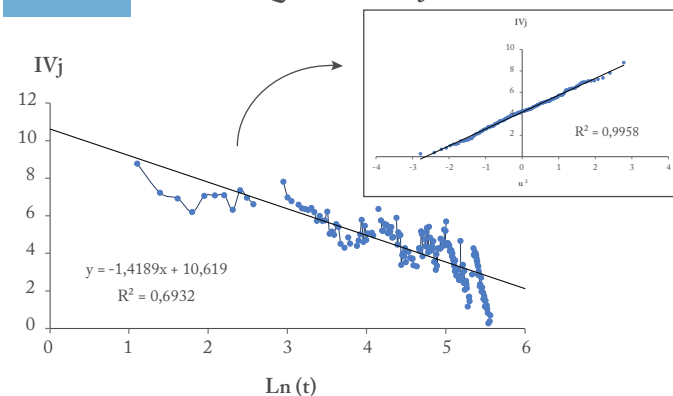 IVj
12
10
8
6
4
2
0
0 1 2 3 4 5 6
Ln (t)
y = -1,4189x + 10,619
R² = 0,6932
IVj
10
8
6
4
2
-4 -3 -2 -1 0 1 2 3 4
u ²
R² = 0,9958